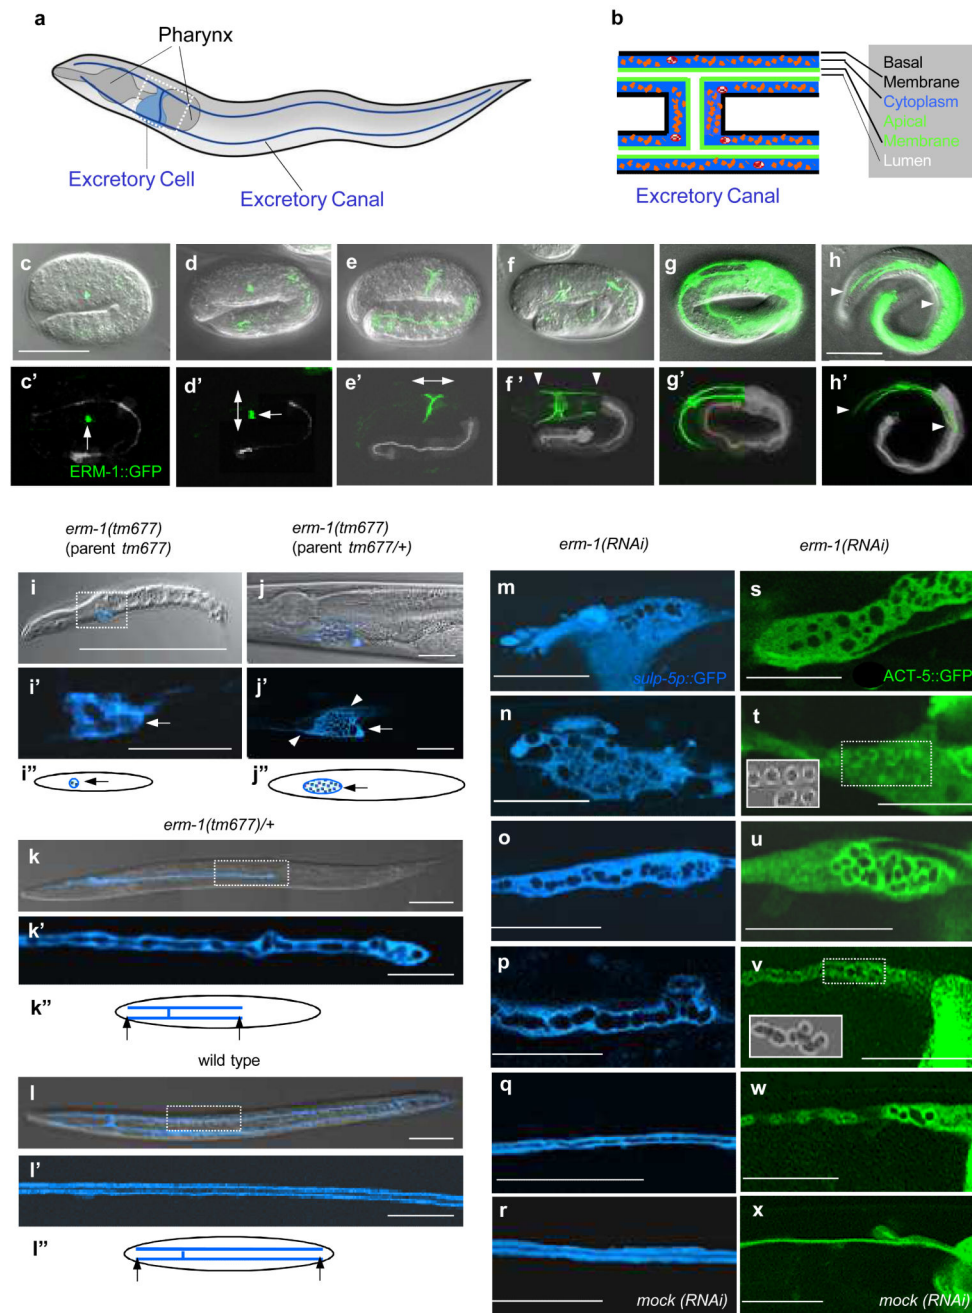 a
Pharynx
Excretory Cell
Excretory Canal
b
Basal
Membrane
Cytoplasm
Apical
Membrane
Lumen
Excretory Canal
c
d
e
f
g
h
c'
d'
e'
f'
g'
h'
ERM-1::GFP
erm-1(tm677)
(parent tm677)
erm-1(tm677)
(parent tm677/+)
i
j
i'
j'
i"
j"
erm-1(tm677)/+
k
k'
k"
wild type
l
l'
l"
erm-1(RNAi)
erm-1(RNAi)
m
sulp-5p::GFP
s
ACT-5::GFP
n
t
o
u
p
v
q
w
r
mock (RNAi)
x
mock (RNAi)